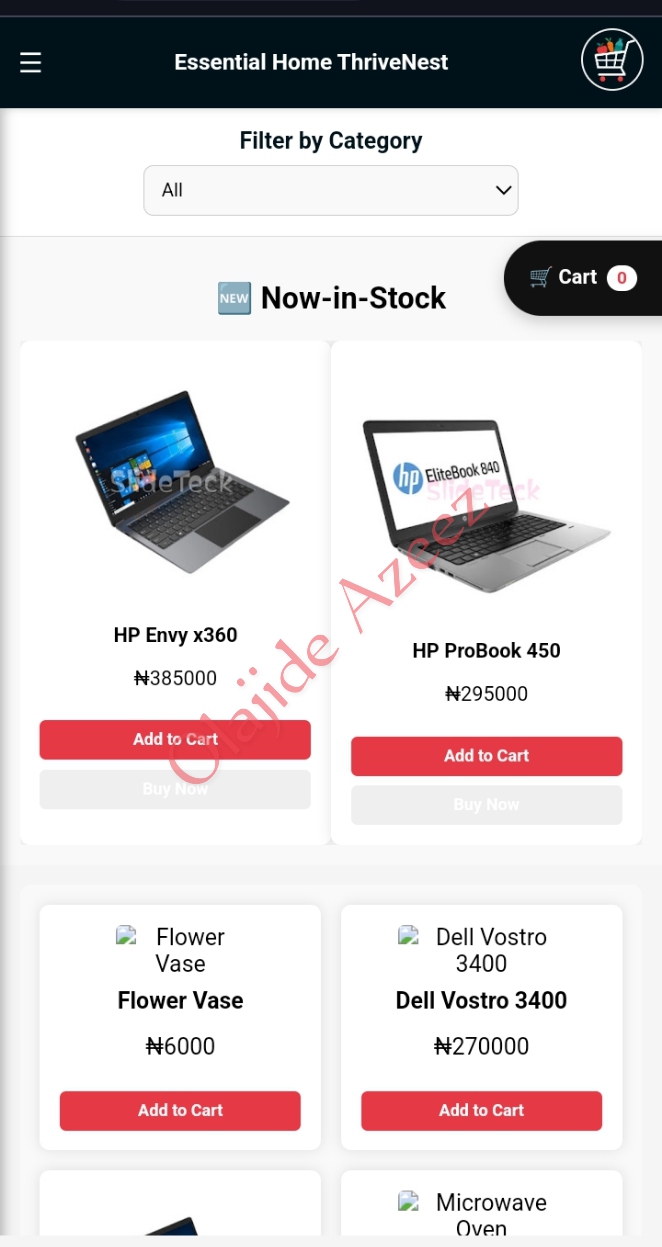 Essential Home ThriveNest
Filter by Category
All
Cart 0
NEW Now-in-Stock
SlideTeck
hp EliteBook 840
SlideTeck
HP Envy x360
₦385000
Add to Cart
Buy Now
HP ProBook 450
₦295000
Add to Cart
Buy Now
Olajide Azeez
Flower
Vase
Flower Vase
₦6000
Add to Cart
Dell Vostro
3400
Dell Vostro 3400
₦270000
Add to Cart
Microwave
Oven